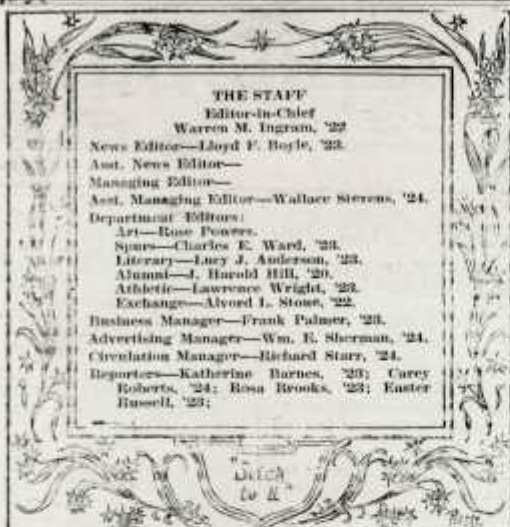 THE STAFF
Editor-in-Chief
Warren M. Ingram, '22
News Editor—Lloyd F. Boyle, '23.
Asst. News Editor—
Managing Editor—
Asst. Managing Editor—Wallace Stevens, '24.
Department Editors:
Art—Rose Powers.
Spurs—Charles E. Ward, '23.
Literary—Lucy J. Anderson, '23.
Alumni—J. Harold Hill, '20.
Athletic—Lawrence Wright, '23.
Exchange—Alvord L. Stone, '22.
Business Manager—Frank Palmer, '23.
Advertising Manager—Wm. E. Sherman, '24.
Circulation Manager—Richard Starr, '24.
Reporters—Katherine Barnes, '23; Carey
Roberts, '24; Rosa Brooks, '23; Easter
Russell, '23;